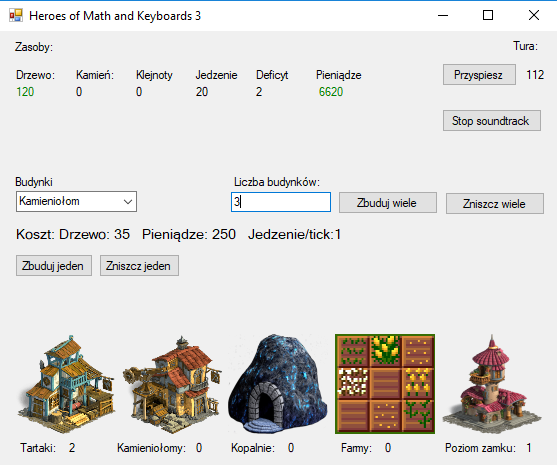 Heroes of Math and Keyboards 3
Zasoby: Tura:
Drzewo: Kamień: Klejnoty Jedzenie Deficyt Pieniądze Przyspiesz 112
120 0 0 20 2 6620
Stop soundtrack
Budynki Liczba budynków:
Kamieniołom 3 Zbuduj wiele Zniszcz wiele
Koszt: Drzewo: 35 Pieniądze: 250 Jedzenie/tick:1
Zbuduj jeden Zniszcz jeden
Tartaki: 2 Kamieniołomy: 0 Kopalnie: 0 Farmy: 0 Poziom zamku: 1